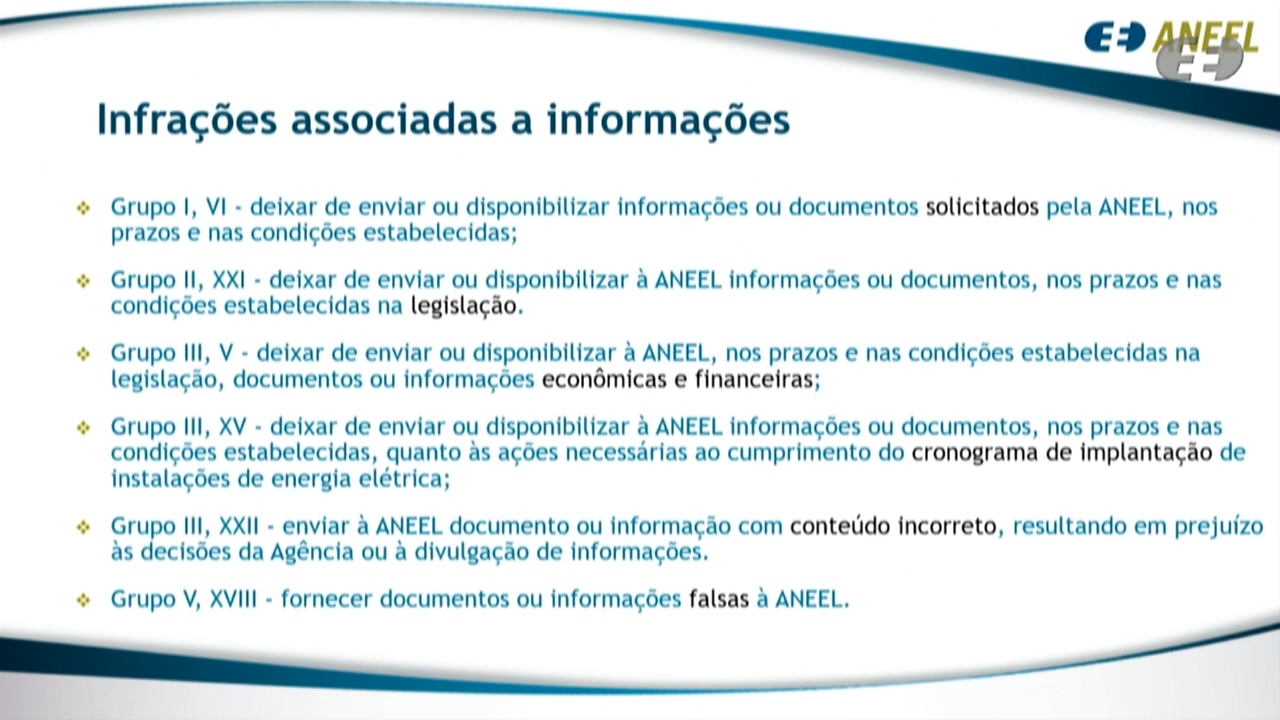 ANEEL
Infrações associadas a informações
Grupo I, VI - deixar de enviar ou disponibilizar informações ou documentos solicitados pela ANEEL, nos
prazos e nas condições estabelecidas;
Grupo II, XXI - deixar de enviar ou disponibilizar à ANEEL informações ou documentos, nos prazos e nas
condições estabelecidas na legislação.
Grupo III, V - deixar de enviar ou disponibilizar à ANEEL, nos prazos e nas condições estabelecidas na
legislação, documentos ou informações econômicas e financeiras;
Grupo III, XV - deixar de enviar ou disponibilizar à ANEEL informações ou documentos, nos prazos e nas
condições estabelecidas, quanto às ações necessárias ao cumprimento do cronograma de implantação de
instalações de energia elétrica;
Grupo III, XXII - enviar à ANEEL documento ou informação com conteúdo incorreto, resultando em prejuízo
às decisões da Agência ou à divulgação de informações.
Grupo V, XVIII - fornecer documentos ou informações falsas à ANEEL.